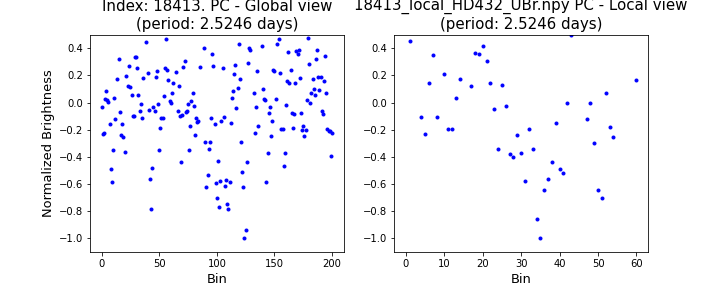 Index: 18413. PC - Global view
(period: 2.5246 days)
18413_local_HD432_UBr.npy PC - Local view
(period: 2.5246 days)
Normalized Brightness
0.4
0.2
0.0
−0.2
−0.4
−0.6
−0.8
−1.0
0 50 100 150 200
Bin
0.4
0.2
0.0
−0.2
−0.4
−0.6
−0.8
−1.0
0 10 20 30 40 50 60
Bin